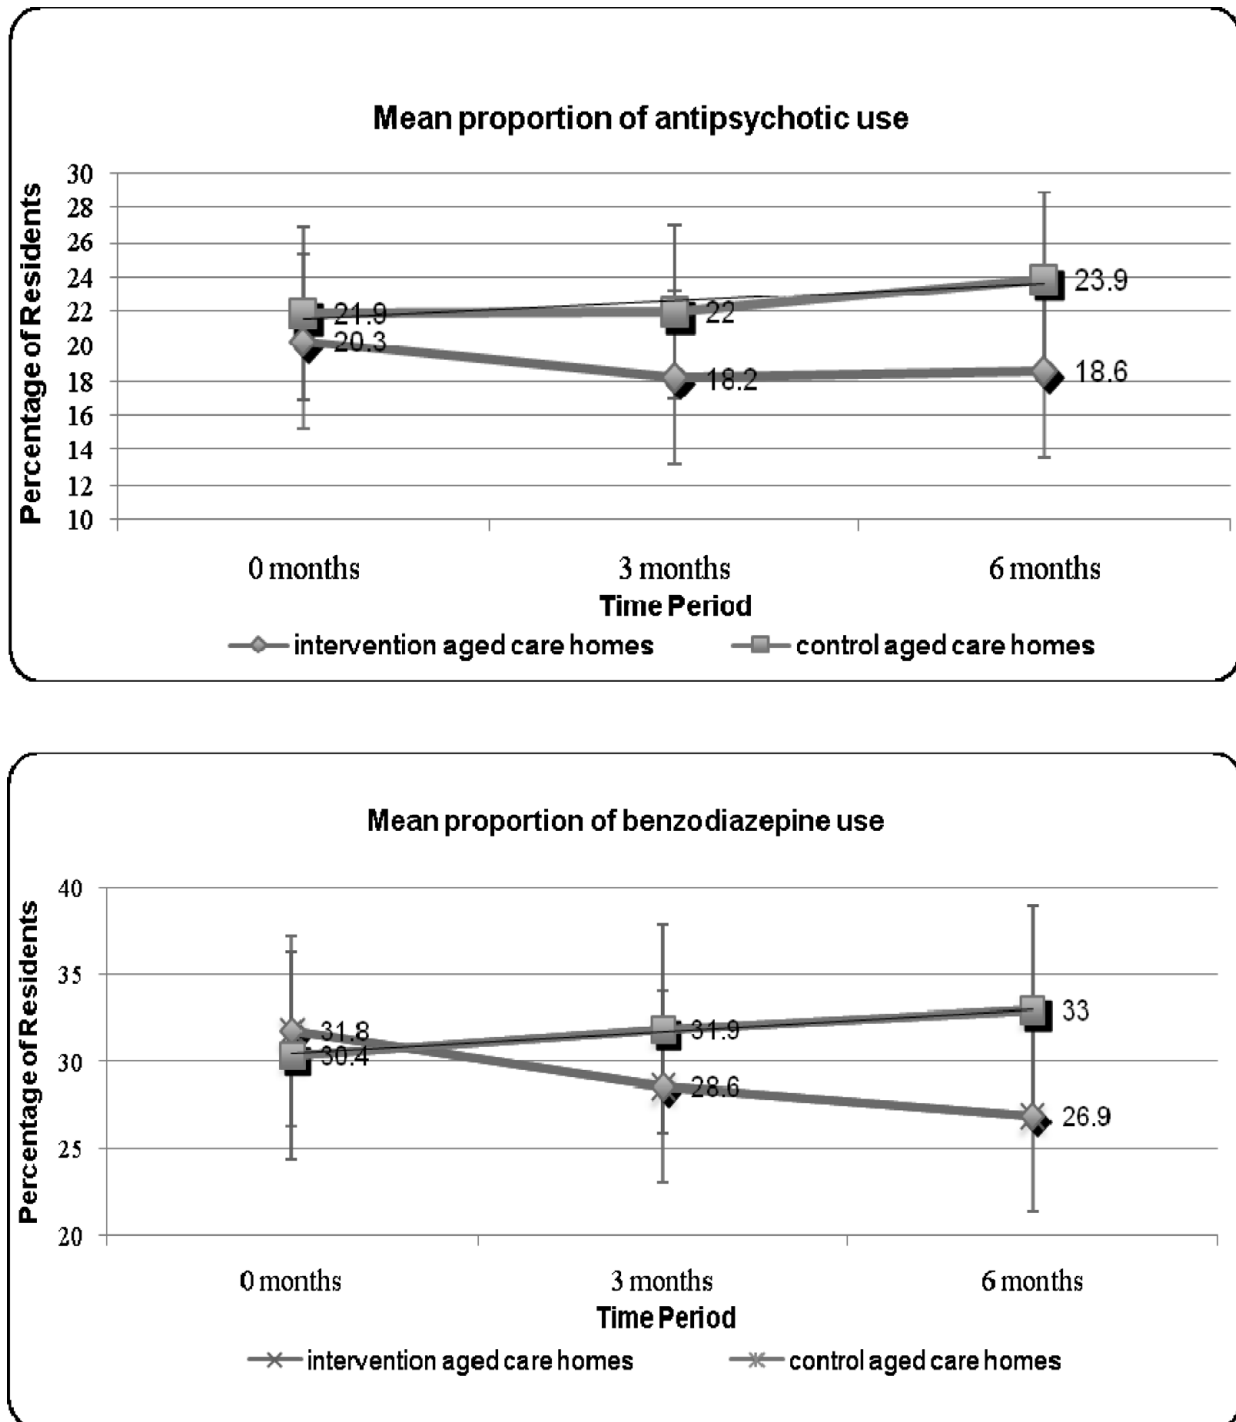 Mean proportion of antipsychotic use
Percentage of Residents
30
28
26
24
22
20
18
16
14
12
10
21.9
20.3
22
18.2
23.9
18.6
0 months 3 months 6 months
Time Period
intervention aged care homes control aged care homes
Mean proportion of benzodiazepine use
Percentage of Residents
40
35
30
25
20
31.8
30.4
31.9
28.6
33
26.9
0 months 3 months 6 months
Time Period
intervention aged care homes control aged care homes